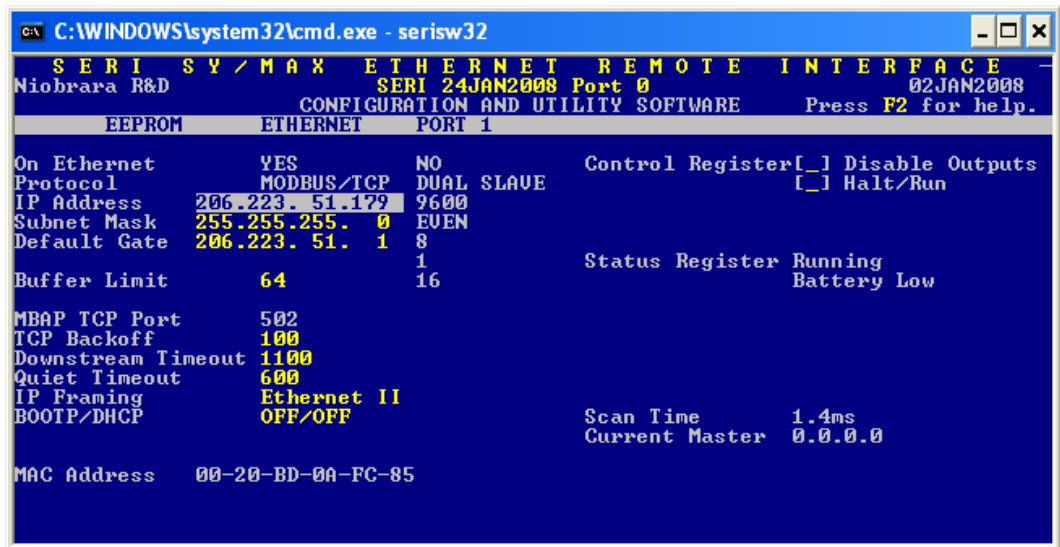 C:\WINDOWS\system32\cmd.exe - serisw32
S E R I   S Y / M A X   E T H E R N E T   R E M O T E   I N T E R F A C E
Niobrara R&D   SERI 24JAN2008 Port 0   02JAN2008
CONFIGURATION AND UTILITY SOFTWARE   Press F2 for help.
EEPROM   ETHERNET   PORT 1
On Ethernet   YES   NO   Control Register[_] Disable Outputs
Protocol   MODBUS/TCP   DUAL SLAVE   [_] Halt/Run
IP Address   206.223. 51.179   9600
Subnet Mask   255.255.255.  0   EVEN
Default Gate   206.223. 51.  1   8
1   Status Register Running
Buffer Limit   64   16   Battery Low
MBAP TCP Port   502
TCP Backoff   100
Downstream Timeout 1100
Quiet Timeout   600
IP Framing   Ethernet II
BOOTP/DHCP   OFF/OFF   Scan Time   1.4ms
Current Master   0.0.0.0
MAC Address   00-20-BD-0A-FC-85